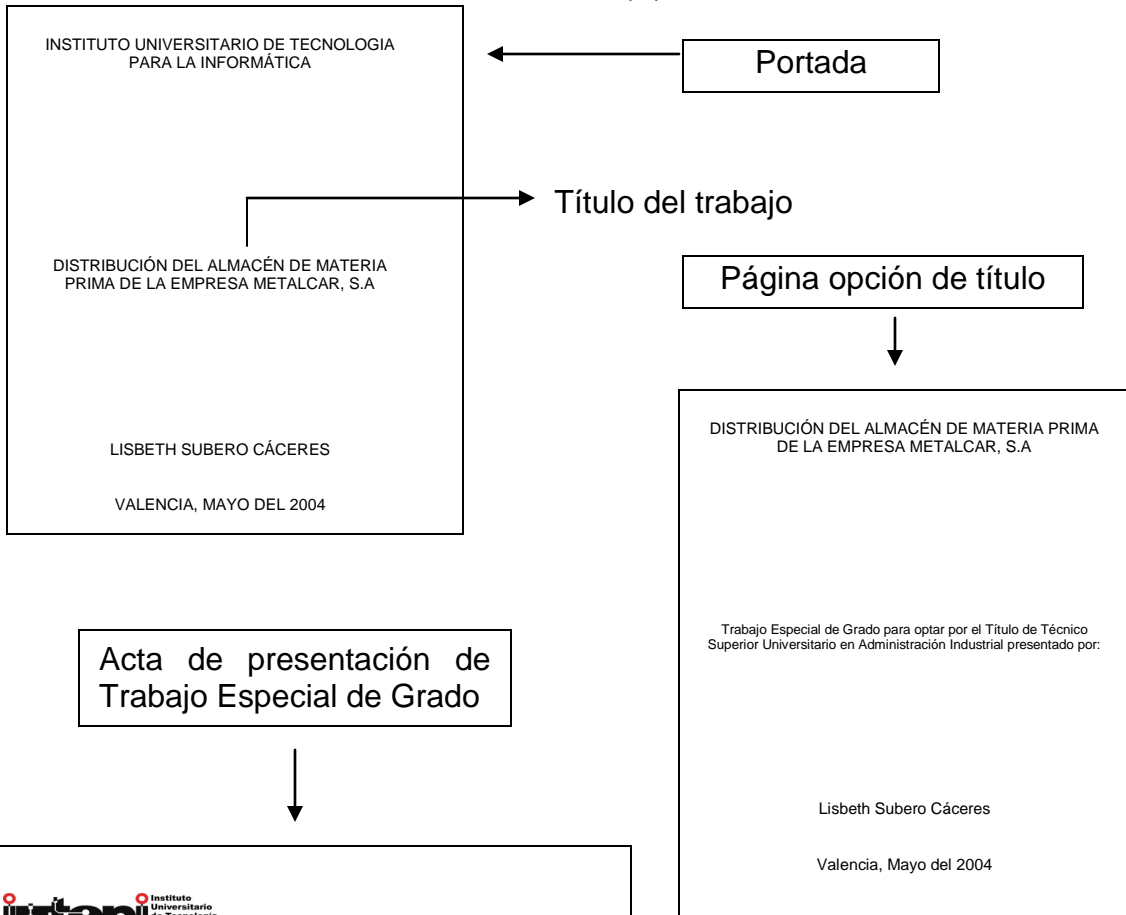 INSTITUTO UNIVERSITARIO DE TECNOLOGIA
PARA LA INFORMÁTICA
Portada
Título del trabajo
DISTRIBUCIÓN DEL ALMACÉN DE MATERIA
PRIMA DE LA EMPRESA METALCAR, S.A
LISBETH SUBERO CÁCERES
VALENCIA, MAYO DEL 2004
Página opción de título
DISTRIBUCIÓN DEL ALMACÉN DE MATERIA PRIMA
DE LA EMPRESA METALCAR, S.A
Trabajo Especial de Grado para optar por el Título de Técnico
Superior Universitario en Administración Industrial presentado por:
Lisbeth Subero Cáceres
Valencia, Mayo del 2004
Acta de presentación de
Trabajo Especial de Grado
Instituto
Universitario